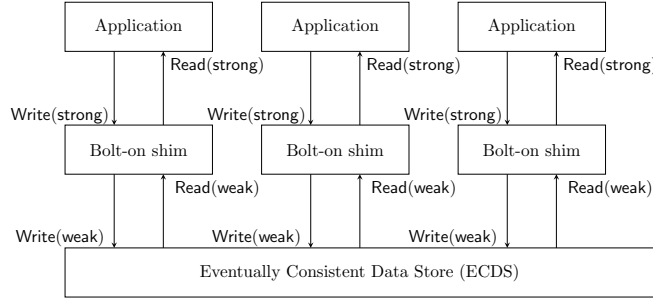 Application Application Application
Read(strong) Read(strong) Read(strong)
Write(strong) Write(strong) Write(strong)
Bolt-on shim Bolt-on shim Bolt-on shim
Read(weak) Read(weak) Read(weak)
Write(weak) Write(weak) Write(weak)
Eventually Consistent Data Store (ECDS)